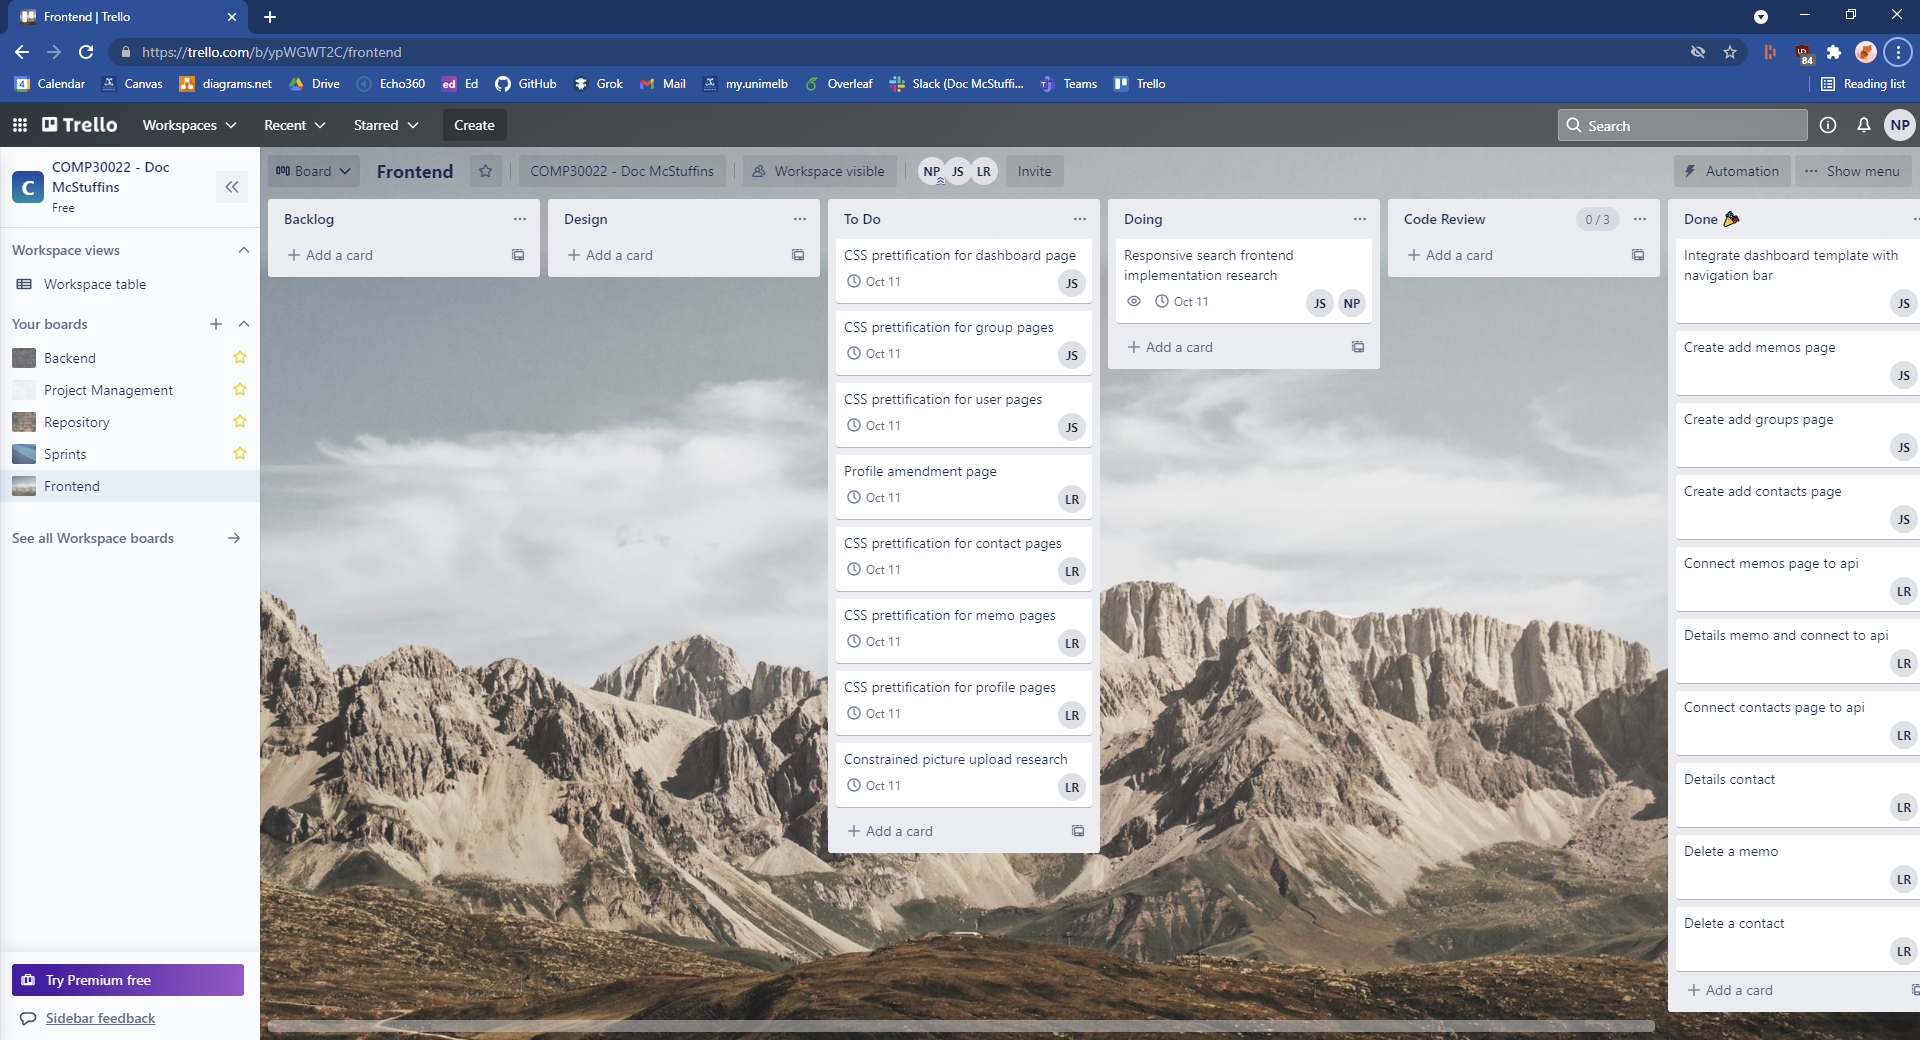 Frontend | Trello
https://trello.com/b/ypWGWT2C/frontend
84
Calendar
Canvas
diagrams.net
Drive
Echo360
ed
Ed
GitHub
Grok
Mail
my.unimelb
Overleaf
Slack (Doc McStuffi...
Teams
Trello
Reading list
Trello
Workspaces
Recent
Starred
Create
Search
NP
C
COMP30022 - Doc
McStuffins
Free
Board
Frontend
COMP30022 - Doc McStuffins
Workspace visible
NP
JS
LR
Invite
Automation
Show menu
Workspace views
Workspace table
Your boards
Backend
Project Management
Repository
Sprints
Frontend
See all Workspace boards
Try Premium free
Sidebar feedback
Backlog
Add a card
Design
Add a card
To Do
CSS prettification for dashboard page
Oct 11
JS
CSS prettification for group pages
Oct 11
JS
CSS prettification for user pages
Oct 11
JS
Profile amendment page
Oct 11
LR
CSS prettification for contact pages
Oct 11
LR
CSS prettification for memo pages
Oct 11
LR
CSS prettification for profile pages
Oct 11
LR
Constrained picture upload research
Oct 11
LR
Add a card
Doing
Responsive search frontend
implementation research
Oct 11
JS
NP
Add a card
Code Review
0 / 3
Add a card
Done
Integrate dashboard template with
navigation bar
JS
Create add memos page
JS
Create add groups page
JS
Create add contacts page
JS
Connect memos page to api
LR
Details memo and connect to api
LR
Connect contacts page to api
LR
Details contact
LR
Delete a memo
LR
Delete a contact
LR
Add a card